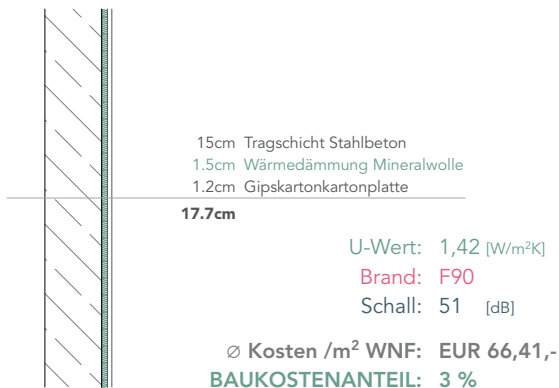 15cm Tragschicht Stahlbeton
1.5cm Wärmedämmung Mineralwolle
1.2cm Gipskartonkartonplatte
17.7cm
U-Wert: 1,42 [W/m²K]
Brand: F90
Schall: 51 [dB]
⌀ Kosten /m² WNF: EUR 66,41,-
BAUKOSTENANTEIL: 3 %